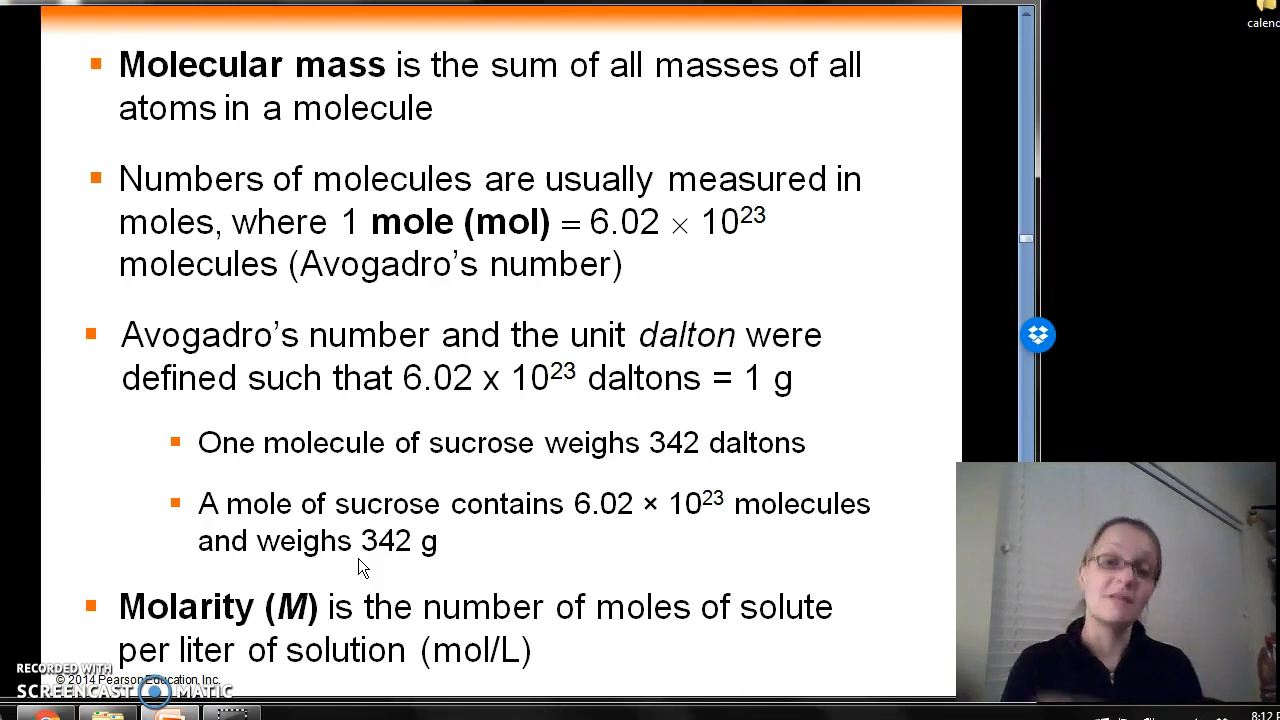 calend
Molecular mass is the sum of all masses of all
atoms in a molecule
Numbers of molecules are usually measured in
moles, where 1 mole (mol) = 6.02 × 10²³
molecules (Avogadro’s number)
Avogadro’s number and the unit dalton were
defined such that 6.02 x 10²³ daltons = 1 g
One molecule of sucrose weighs 342 daltons
A mole of sucrose contains 6.02 × 10²³ molecules
and weighs 342 g
Molarity (M) is the number of moles of solute
per liter of solution (mol/L)
RECORDED WITH
© 2014 Pearson Education, Inc.
SCREENCAST MATIC
8:12